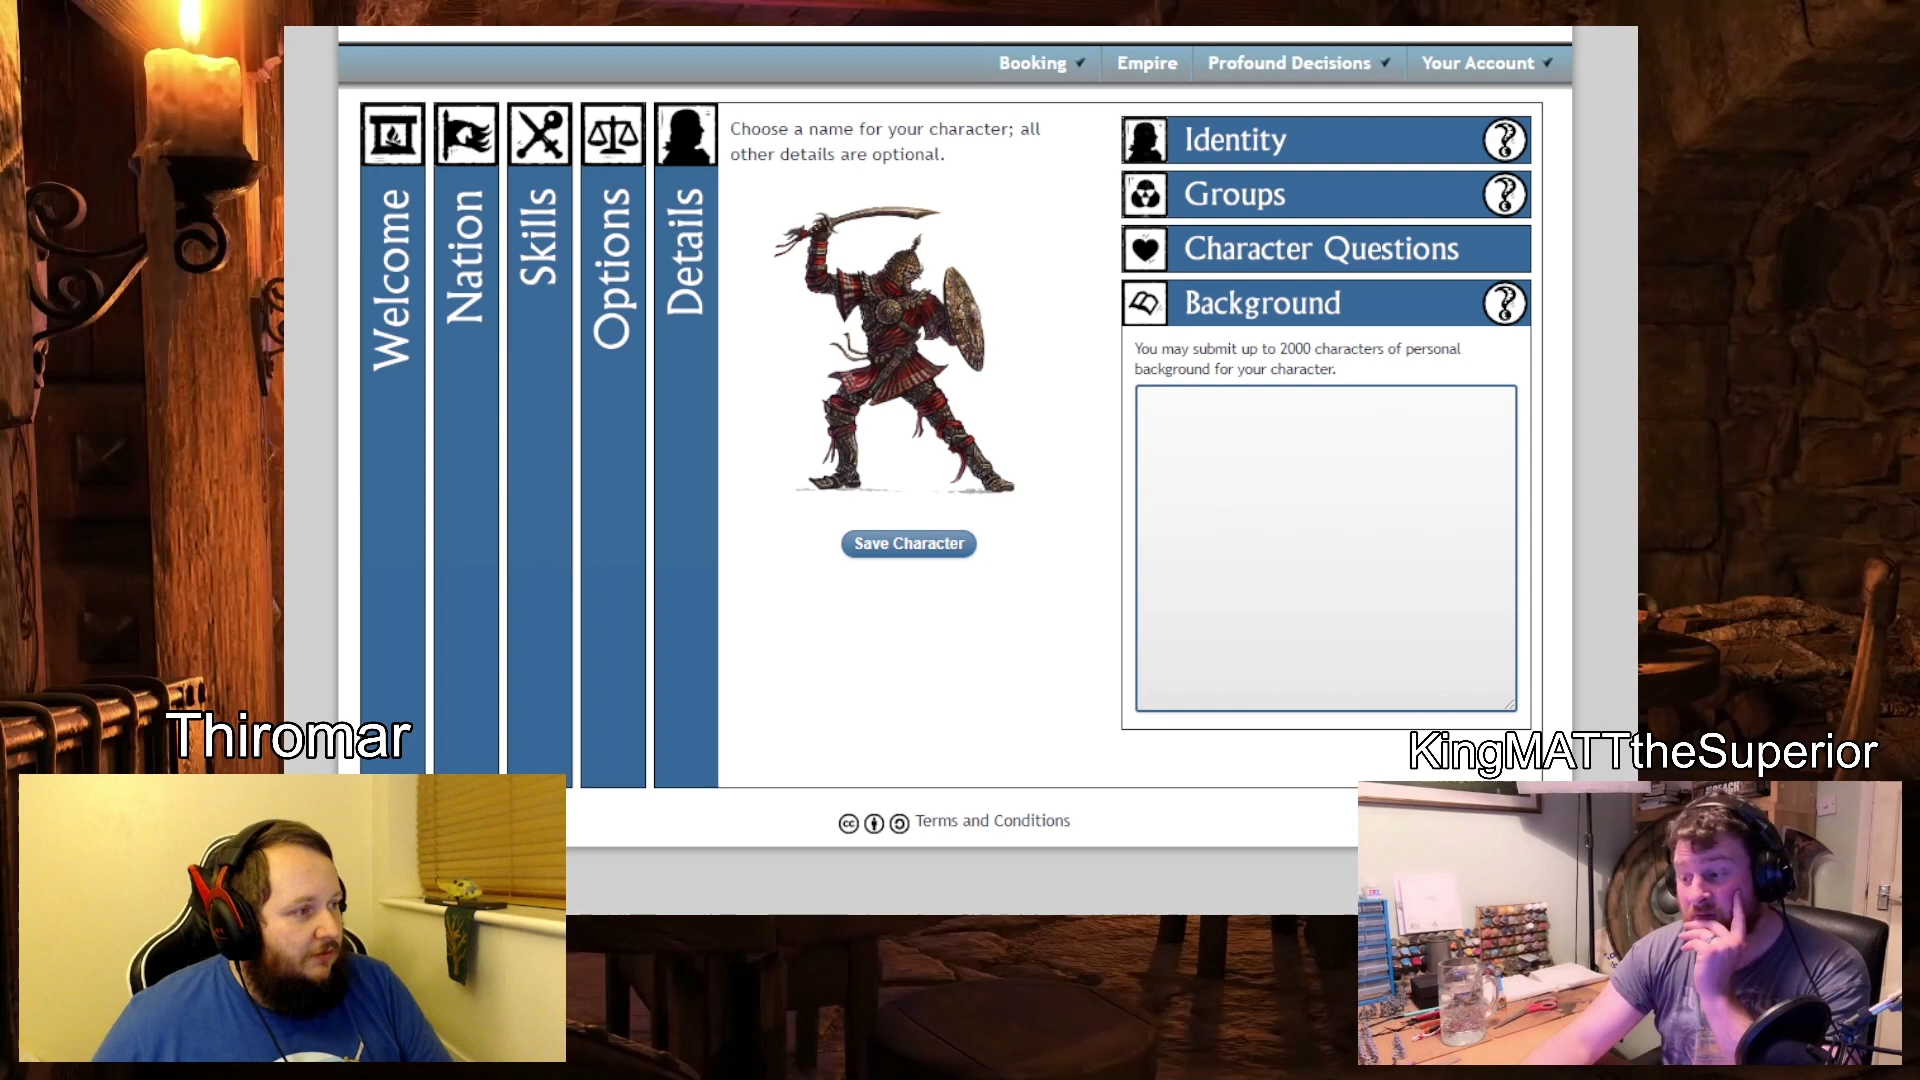 Booking
Empire
Profound Decisions
Your Account
Welcome
Nation
Skills
Options
Details
Choose a name for your character; all
other details are optional.
Save Character
Identity
Groups
Character Questions
Background
You may submit up to 2000 characters of personal
background for your character.
Terms and Conditions
Thiromar
KingMATTtheSuperior